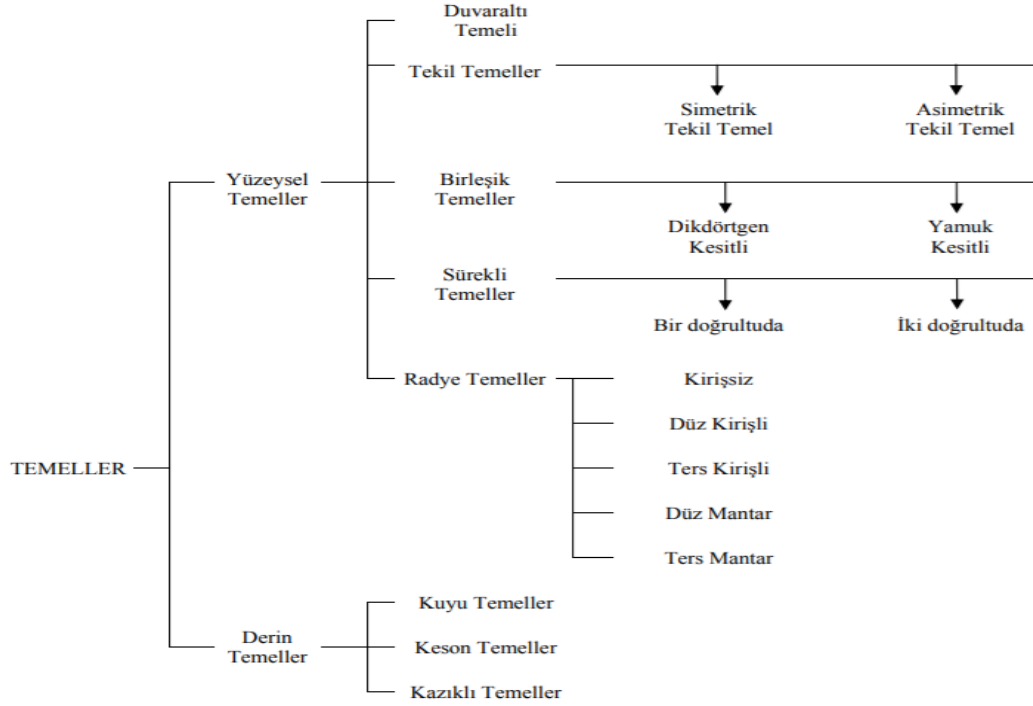 Duvaraltı
Temeli
Tekil Temeller
Simetrik
Tekil Temel
Asimetrik
Tekil Temel
Yüzeysel
Temeller
Birleşik
Temeller
Dikdörtgen
Kesitli
Yamuk
Kesitli
Sürekli
Temeller
Bir doğrultuda
İki doğrultuda
Radye Temeller
Kirişsiz
Düz Kirişli
Ters Kirişli
Düz Mantar
Ters Mantar
TEMELLER
Derin
Temeller
Kuyu Temeller
Keson Temeller
Kazıklı Temeller